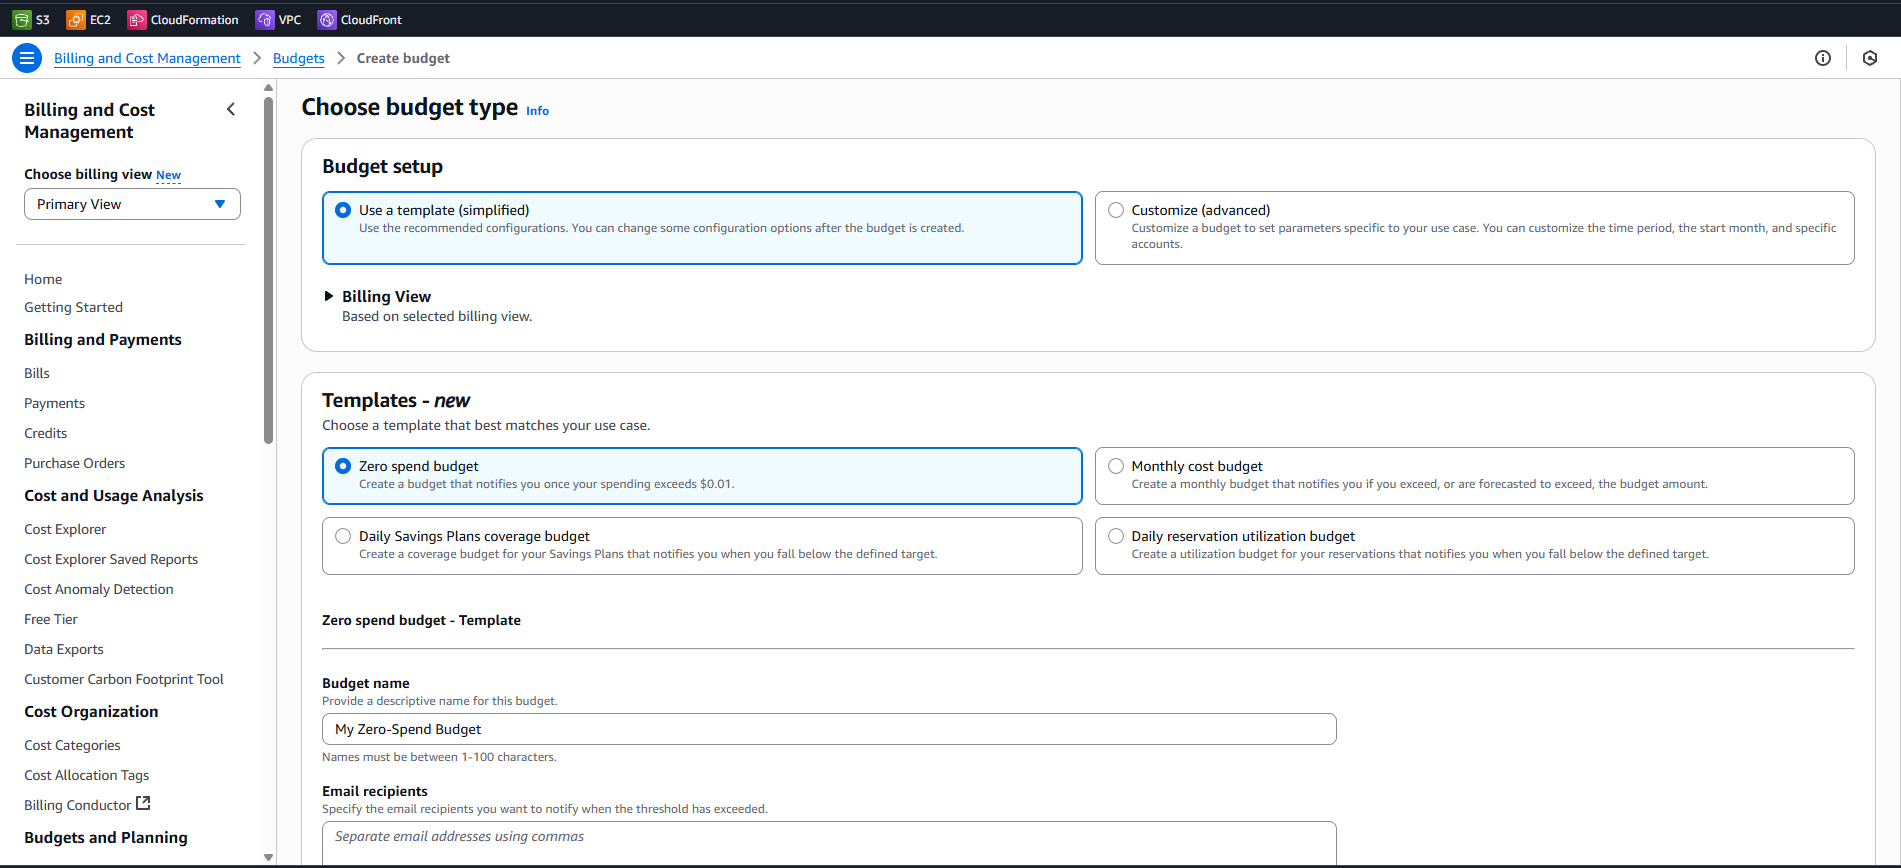 S3 EC2 CloudFormation VPC CloudFront
Billing and Cost Management > Budgets > Create budget
Billing and Cost
Management
Choose billing view New
Primary View
Home
Getting Started
Billing and Payments
Bills
Payments
Credits
Purchase Orders
Cost and Usage Analysis
Cost Explorer
Cost Explorer Saved Reports
Cost Anomaly Detection
Free Tier
Data Exports
Customer Carbon Footprint Tool
Cost Organization
Cost Categories
Cost Allocation Tags
Billing Conductor
Budgets and Planning
Choose budget type Info
Budget setup
Use a template (simplified)
Use the recommended configurations. You can change some configuration options after the budget is created.
Customize (advanced)
Customize a budget to set parameters specific to your use case. You can customize the time period, the start month, and specific
accounts.
Billing View
Based on selected billing view.
Templates - new
Choose a template that best matches your use case.
Zero spend budget
Create a budget that notifies you once your spending exceeds $0.01.
Monthly cost budget
Create a monthly budget that notifies you if you exceed, or are forecasted to exceed, the budget amount.
Daily Savings Plans coverage budget
Create a coverage budget for your Savings Plans that notifies you when you fall below the defined target.
Daily reservation utilization budget
Create a utilization budget for your reservations that notifies you when you fall below the defined target.
Zero spend budget - Template
Budget name
Provide a descriptive name for this budget.
My Zero-Spend Budget
Names must be between 1-100 characters.
Email recipients
Specify the email recipients you want to notify when the threshold has exceeded.
Separate email addresses using commas